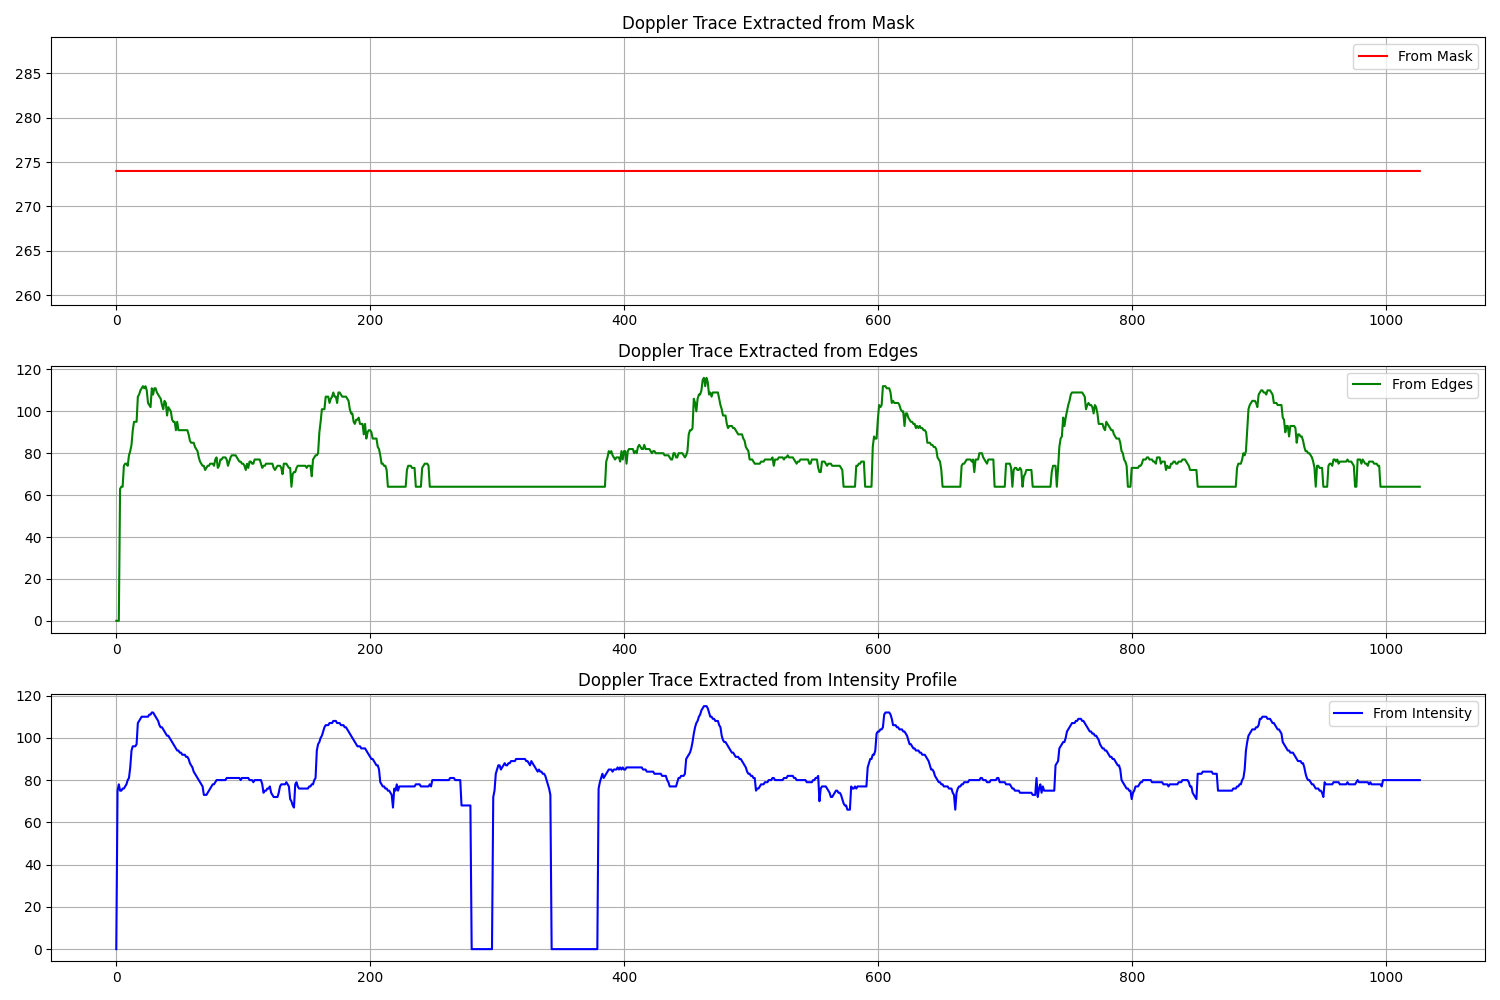 Doppler Trace Extracted from Mask
From Mask
285
280
275
270
265
260
0 200 400 600 800 1000
Doppler Trace Extracted from Edges
From Edges
120
100
80
60
40
20
0
0 200 400 600 800 1000
Doppler Trace Extracted from Intensity Profile
From Intensity
120
100
80
60
40
20
0
0 200 400 600 800 1000